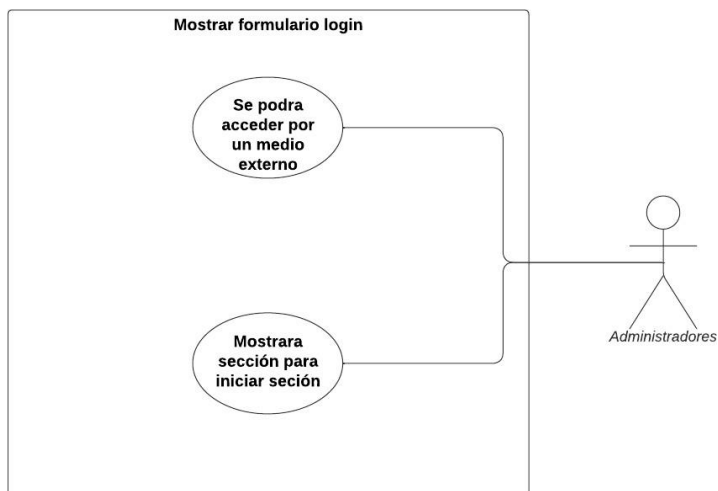 Mostrar formulario login
Se podra
acceder por
un medio
externo
Administradores
Mostrara
sección para
iniciar seción